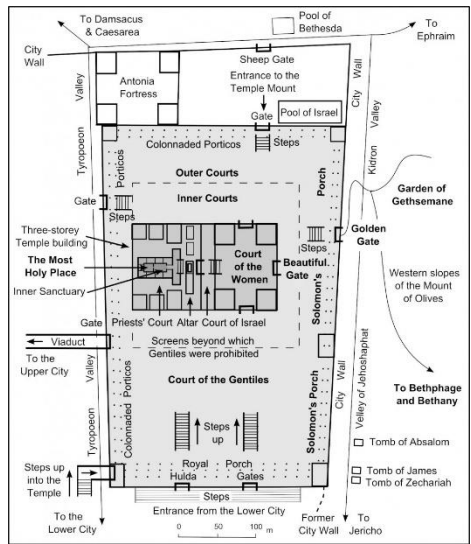 To Damsacus
& Caesarea
Pool of
Bethesda
To
Ephraim
City
Wall
Sheep Gate
Antonia
Fortress
Entrance to the
Temple Mount
Gate
Pool of Israel
City Wall
Valley
Tyropoeon
Valley
Kidron
Colonnaded Porticos
Steps
Porticos
Outer Courts
Inner Courts
Porch
Garden of
Gethsemane
Gate
Steps
Golden
Gate
Steps
Three-storey
Temple building
The Most
Holy Place
Inner Sanctuary
Court
of the
Women
Beautiful
Gate
Western slopes
of the Mount
of Olives
Solomon's
Priests' Court
Altar
Court of Israel
Screens beyond which
Gentiles were prohibited
Gate
Viaduct
To the
Upper City
Valley
Tyropoeon
Colonnaded Porticos
Court of the Gentiles
Solomon's Porch
City Wall
Velley of Jehoshaphat
To Bethphage
and Bethany
Steps
up
Tomb of Absalom
Tomb of James
Tomb of Zechariah
Steps up
into the
Temple
Royal Porch
Hulda Gates
Steps
Entrance from the Lower City
To the
Lower City
0 50 100 m
Former
City Wall
To
Jericho